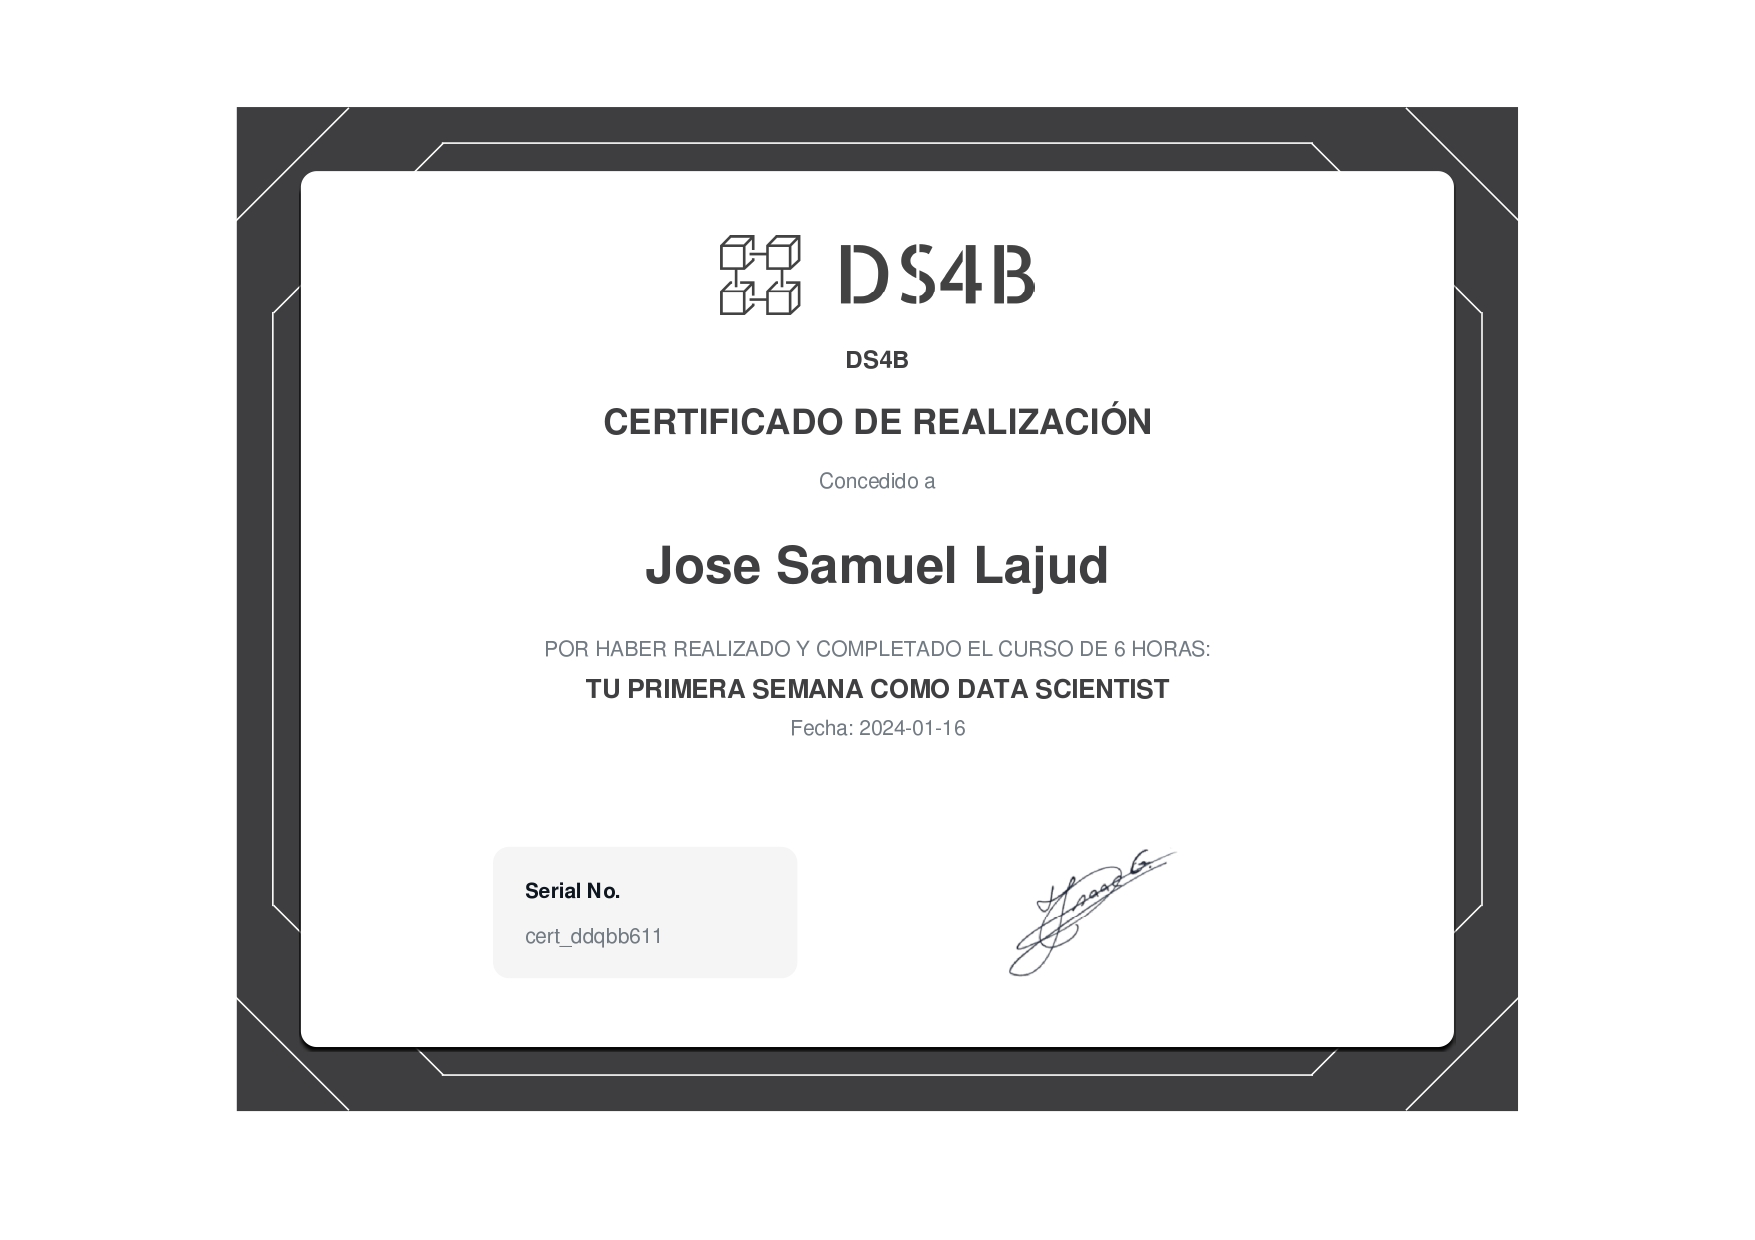 DS4B
DS4B
CERTIFICADO DE REALIZACIÓN
Concedido a
Jose Samuel Lajud
POR HABER REALIZADO Y COMPLETADO EL CURSO DE 6 HORAS:
TU PRIMERA SEMANA COMO DATA SCIENTIST
Fecha: 2024-01-16
Serial No.
cert_ddqbb611